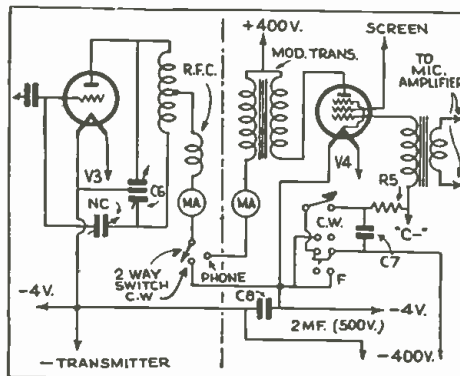 +400V.
SCREEN
MOD. TRANS.
TO
MIC.
AMPLIFIER
R.F.C.
V3
C6
V4
R5
NC
MA
MA
C.W.
"C-"
C7
2 WAY
SWITCH
C.W
PHONE
F
C8
-4V.
-4V.
2MF. (500V.)
-TRANSMITTER
-400V.